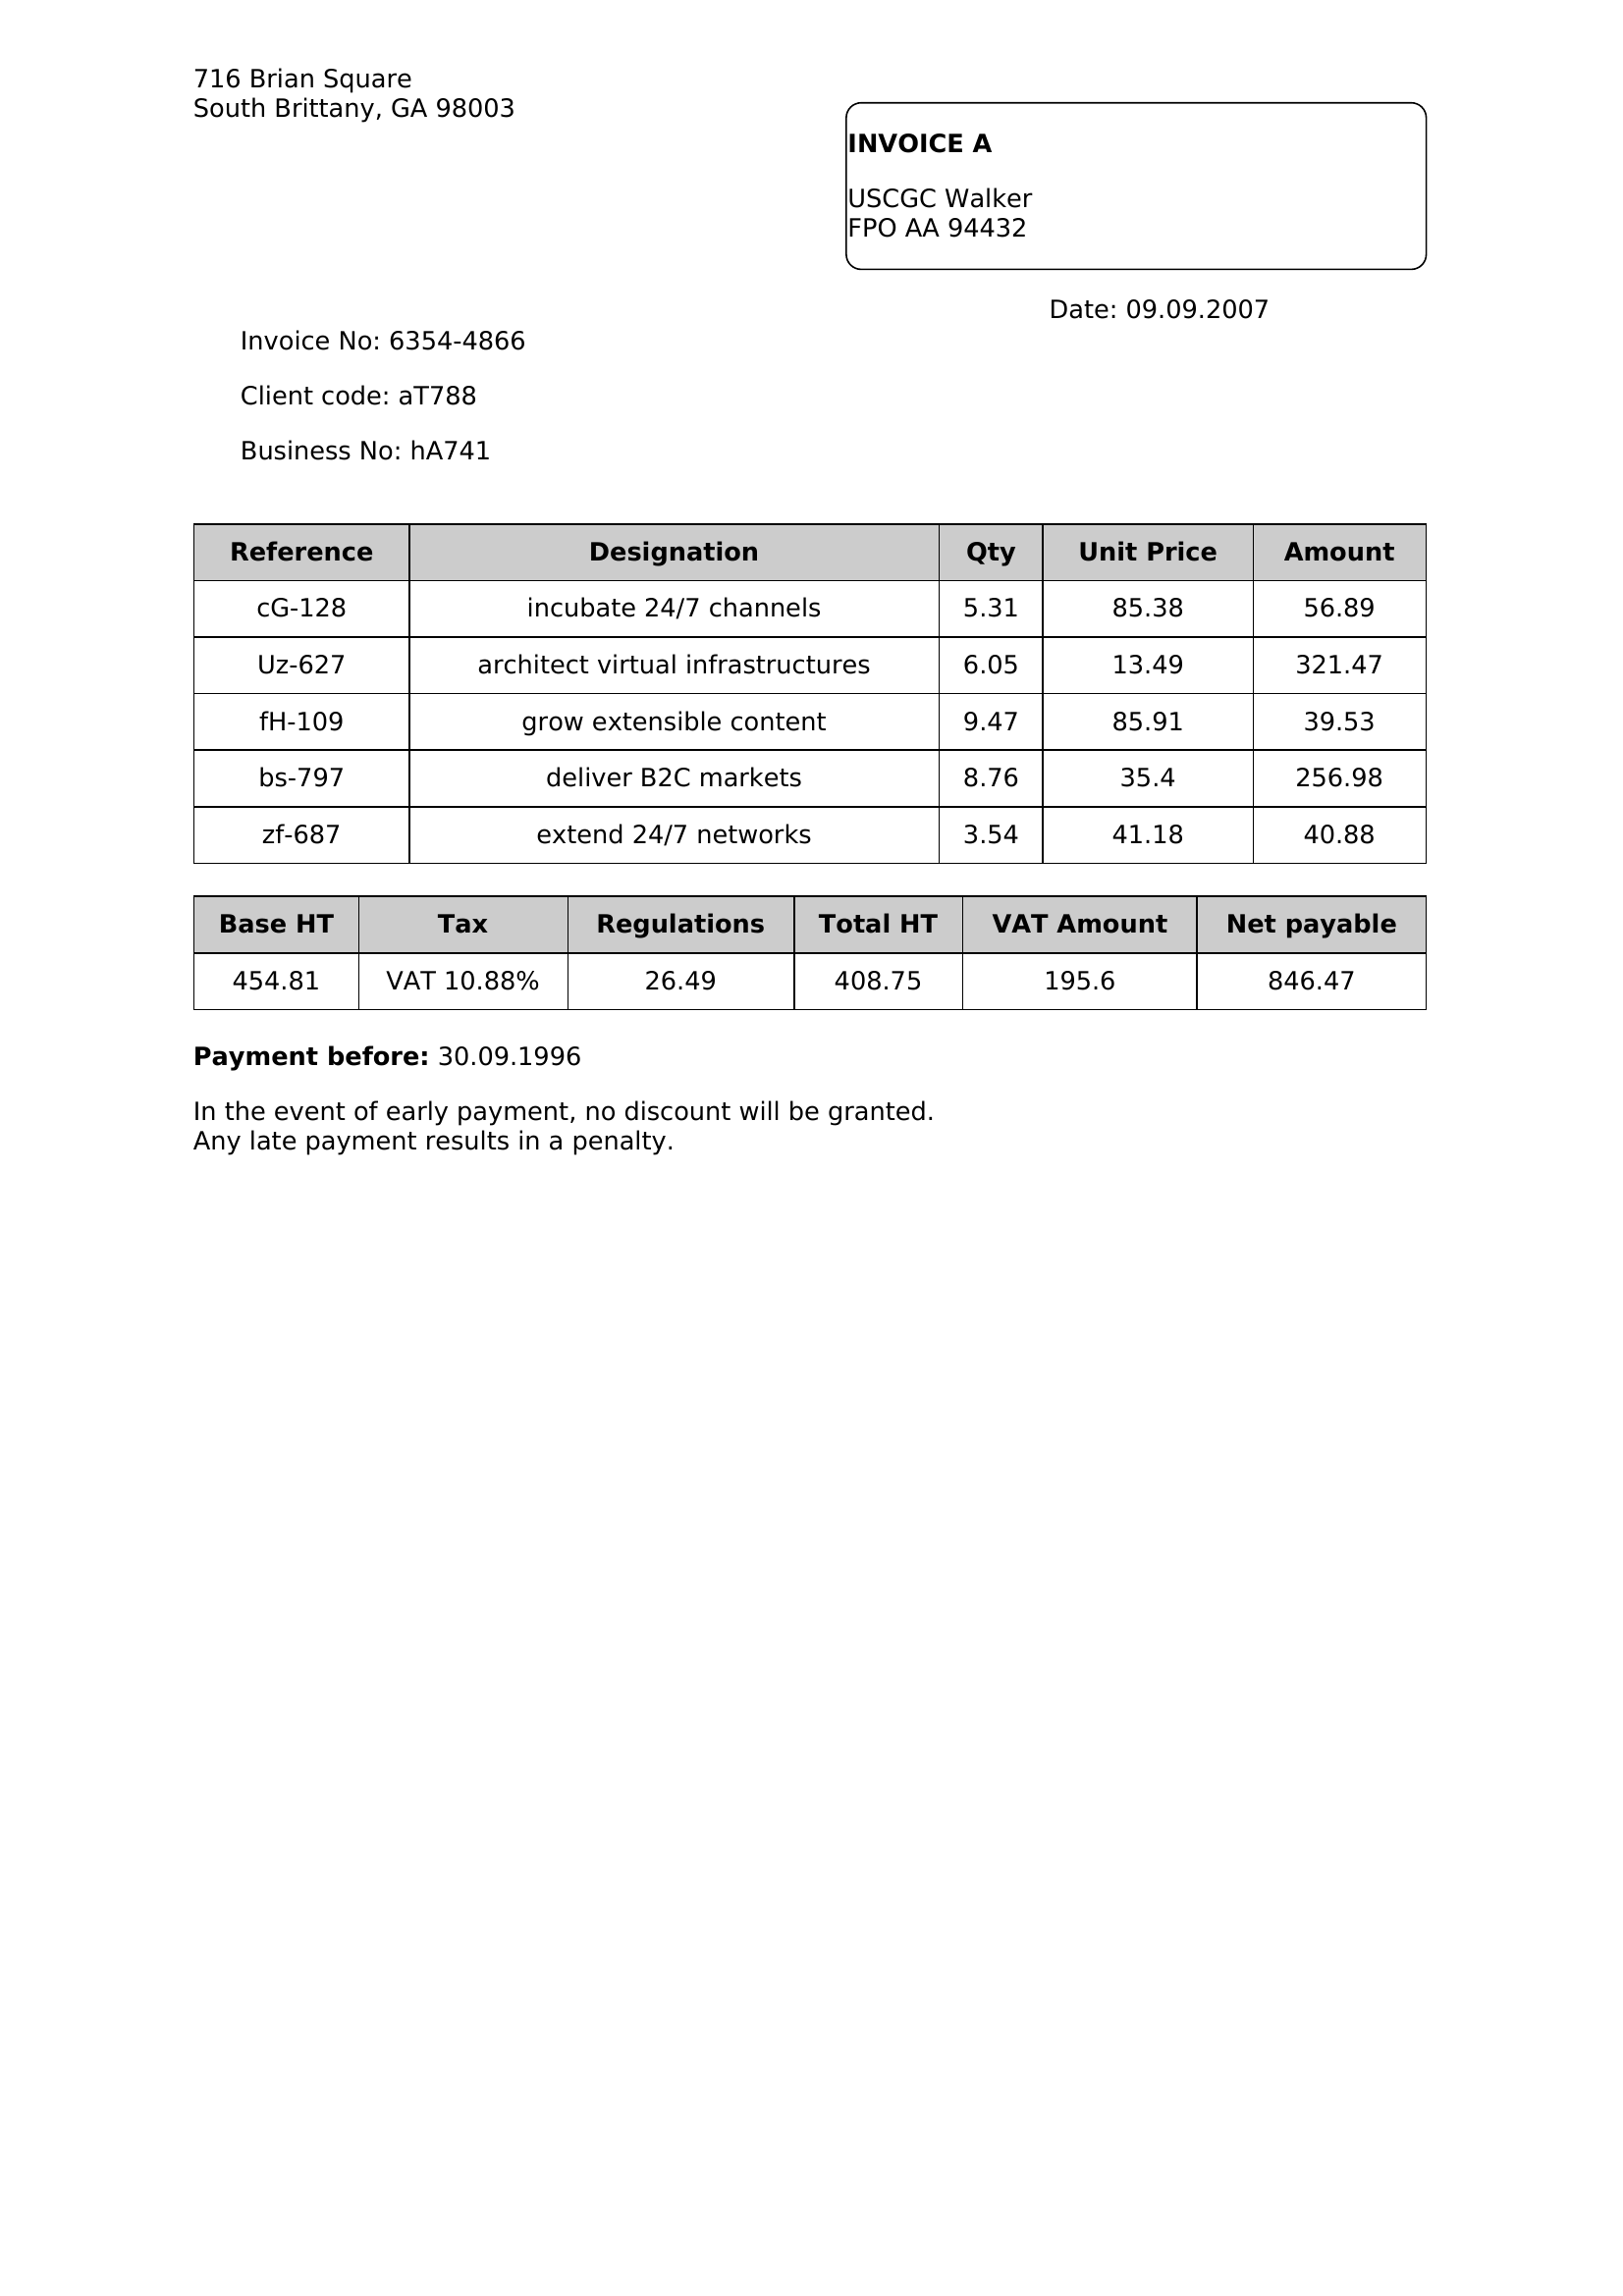 716 Brian Square
South Brittany, GA 98003
INVOICE A
USCGC Walker
FPO AA 94432
Date: 09.09.2007
Invoice No: 6354-4866
Client code: aT788
Business No: hA741
Reference Designation Qty Unit Price Amount
cG-128 incubate 24/7 channels 5.31 85.38 56.89
Uz-627 architect virtual infrastructures 6.05 13.49 321.47
fH-109 grow extensible content 9.47 85.91 39.53
bs-797 deliver B2C markets 8.76 35.4 256.98
zf-687 extend 24/7 networks 3.54 41.18 40.88
Base HT Tax Regulations Total HT VAT Amount Net payable
454.81 VAT 10.88% 26.49 408.75 195.6 846.47
Payment before: 30.09.1996
In the event of early payment, no discount will be granted.
Any late payment results in a penalty.